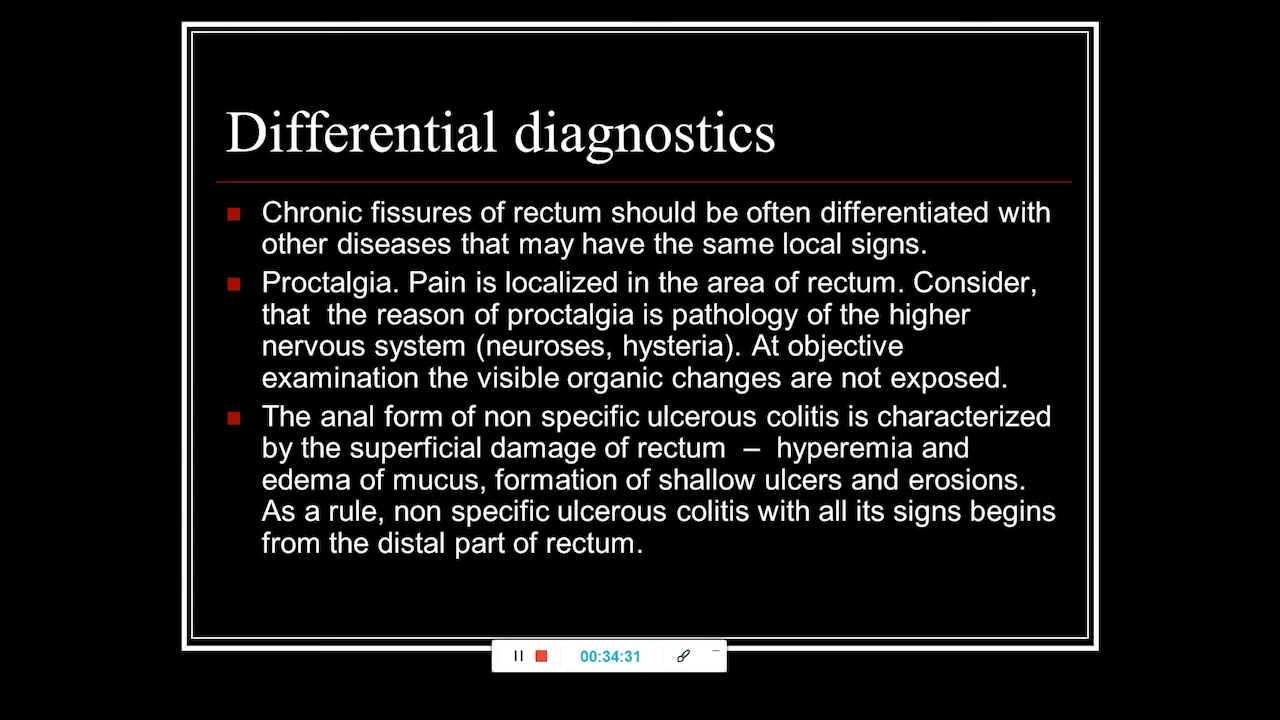 Differential diagnostics
Chronic fissures of rectum should be often differentiated with
other diseases that may have the same local signs.
Proctalgia. Pain is localized in the area of rectum. Consider,
that  the reason of proctalgia is pathology of the higher
nervous system (neuroses, hysteria). At objective
examination the visible organic changes are not exposed.
The anal form of non specific ulcerous colitis is characterized
by the superficial damage of rectum  –  hyperemia and
edema of mucus, formation of shallow ulcers and erosions.
As a rule, non specific ulcerous colitis with all its signs begins
from the distal part of rectum.
00:34:31